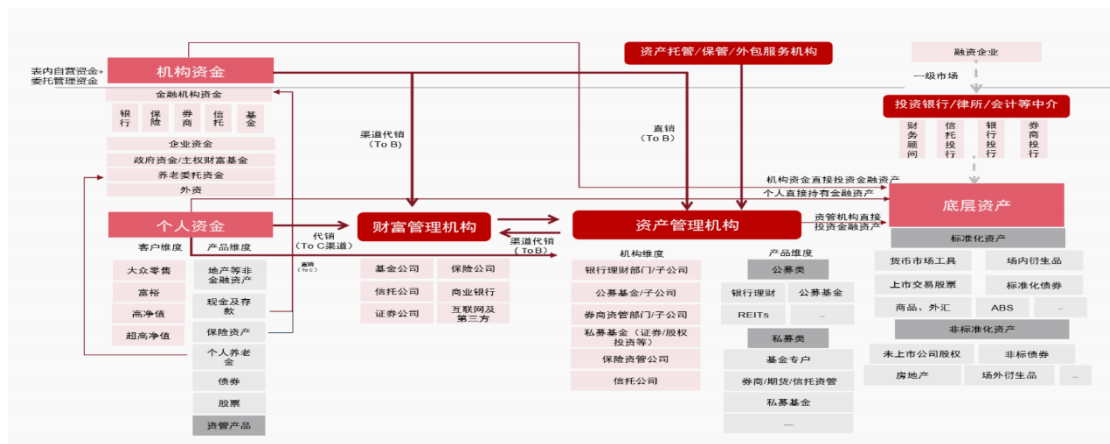 资产托管/保管/外包服务机构
融资企业
表内自营资金+
委托管理资金
机构资金
一级市场
金融机构资金
银行
保险
券商
信托
基金
投资银行/律所/会计等中介
财务顾问
信托投行
银行投行
券商投行
企业资金
渠道代销
（To B）
直销
（To B）
政府资金/主权财富基金
养老委托资金
外资
机构资金直接投资金融资产
个人直接持有金融资产
底层资产
个人资金
代销
（To C渠道）
财富管理机构
渠道代销
（ToB）
资产管理机构
资管机构直接
投资金融资产
客户维度
产品维度
直销
（To C）
机构维度
产品维度
标准化资产
大众零售
富裕
高净值
超高净值
地产等非
金融资产
现金及存
款
保险资产
个人养老
金
债券
股票
资管产品
基金公司
保险公司
信托公司
商业银行
证券公司
互联网及
第三方
银行理财部门/子公司
公募基金/子公司
券商资管部门/子公司
私募基金（证券/股权
投资等）
保险资管公司
信托公司
公募类
银行理财
公募基金
REITs
...
私募类
基金专户
券商/期货/信托资管
私募基金
....
货币市场工具
场内衍生品
上市交易股票
标准化债券
商品、外汇
ABS
...
非标准化资产
未上市公司股权
非标债券
房地产
场外衍生品
...